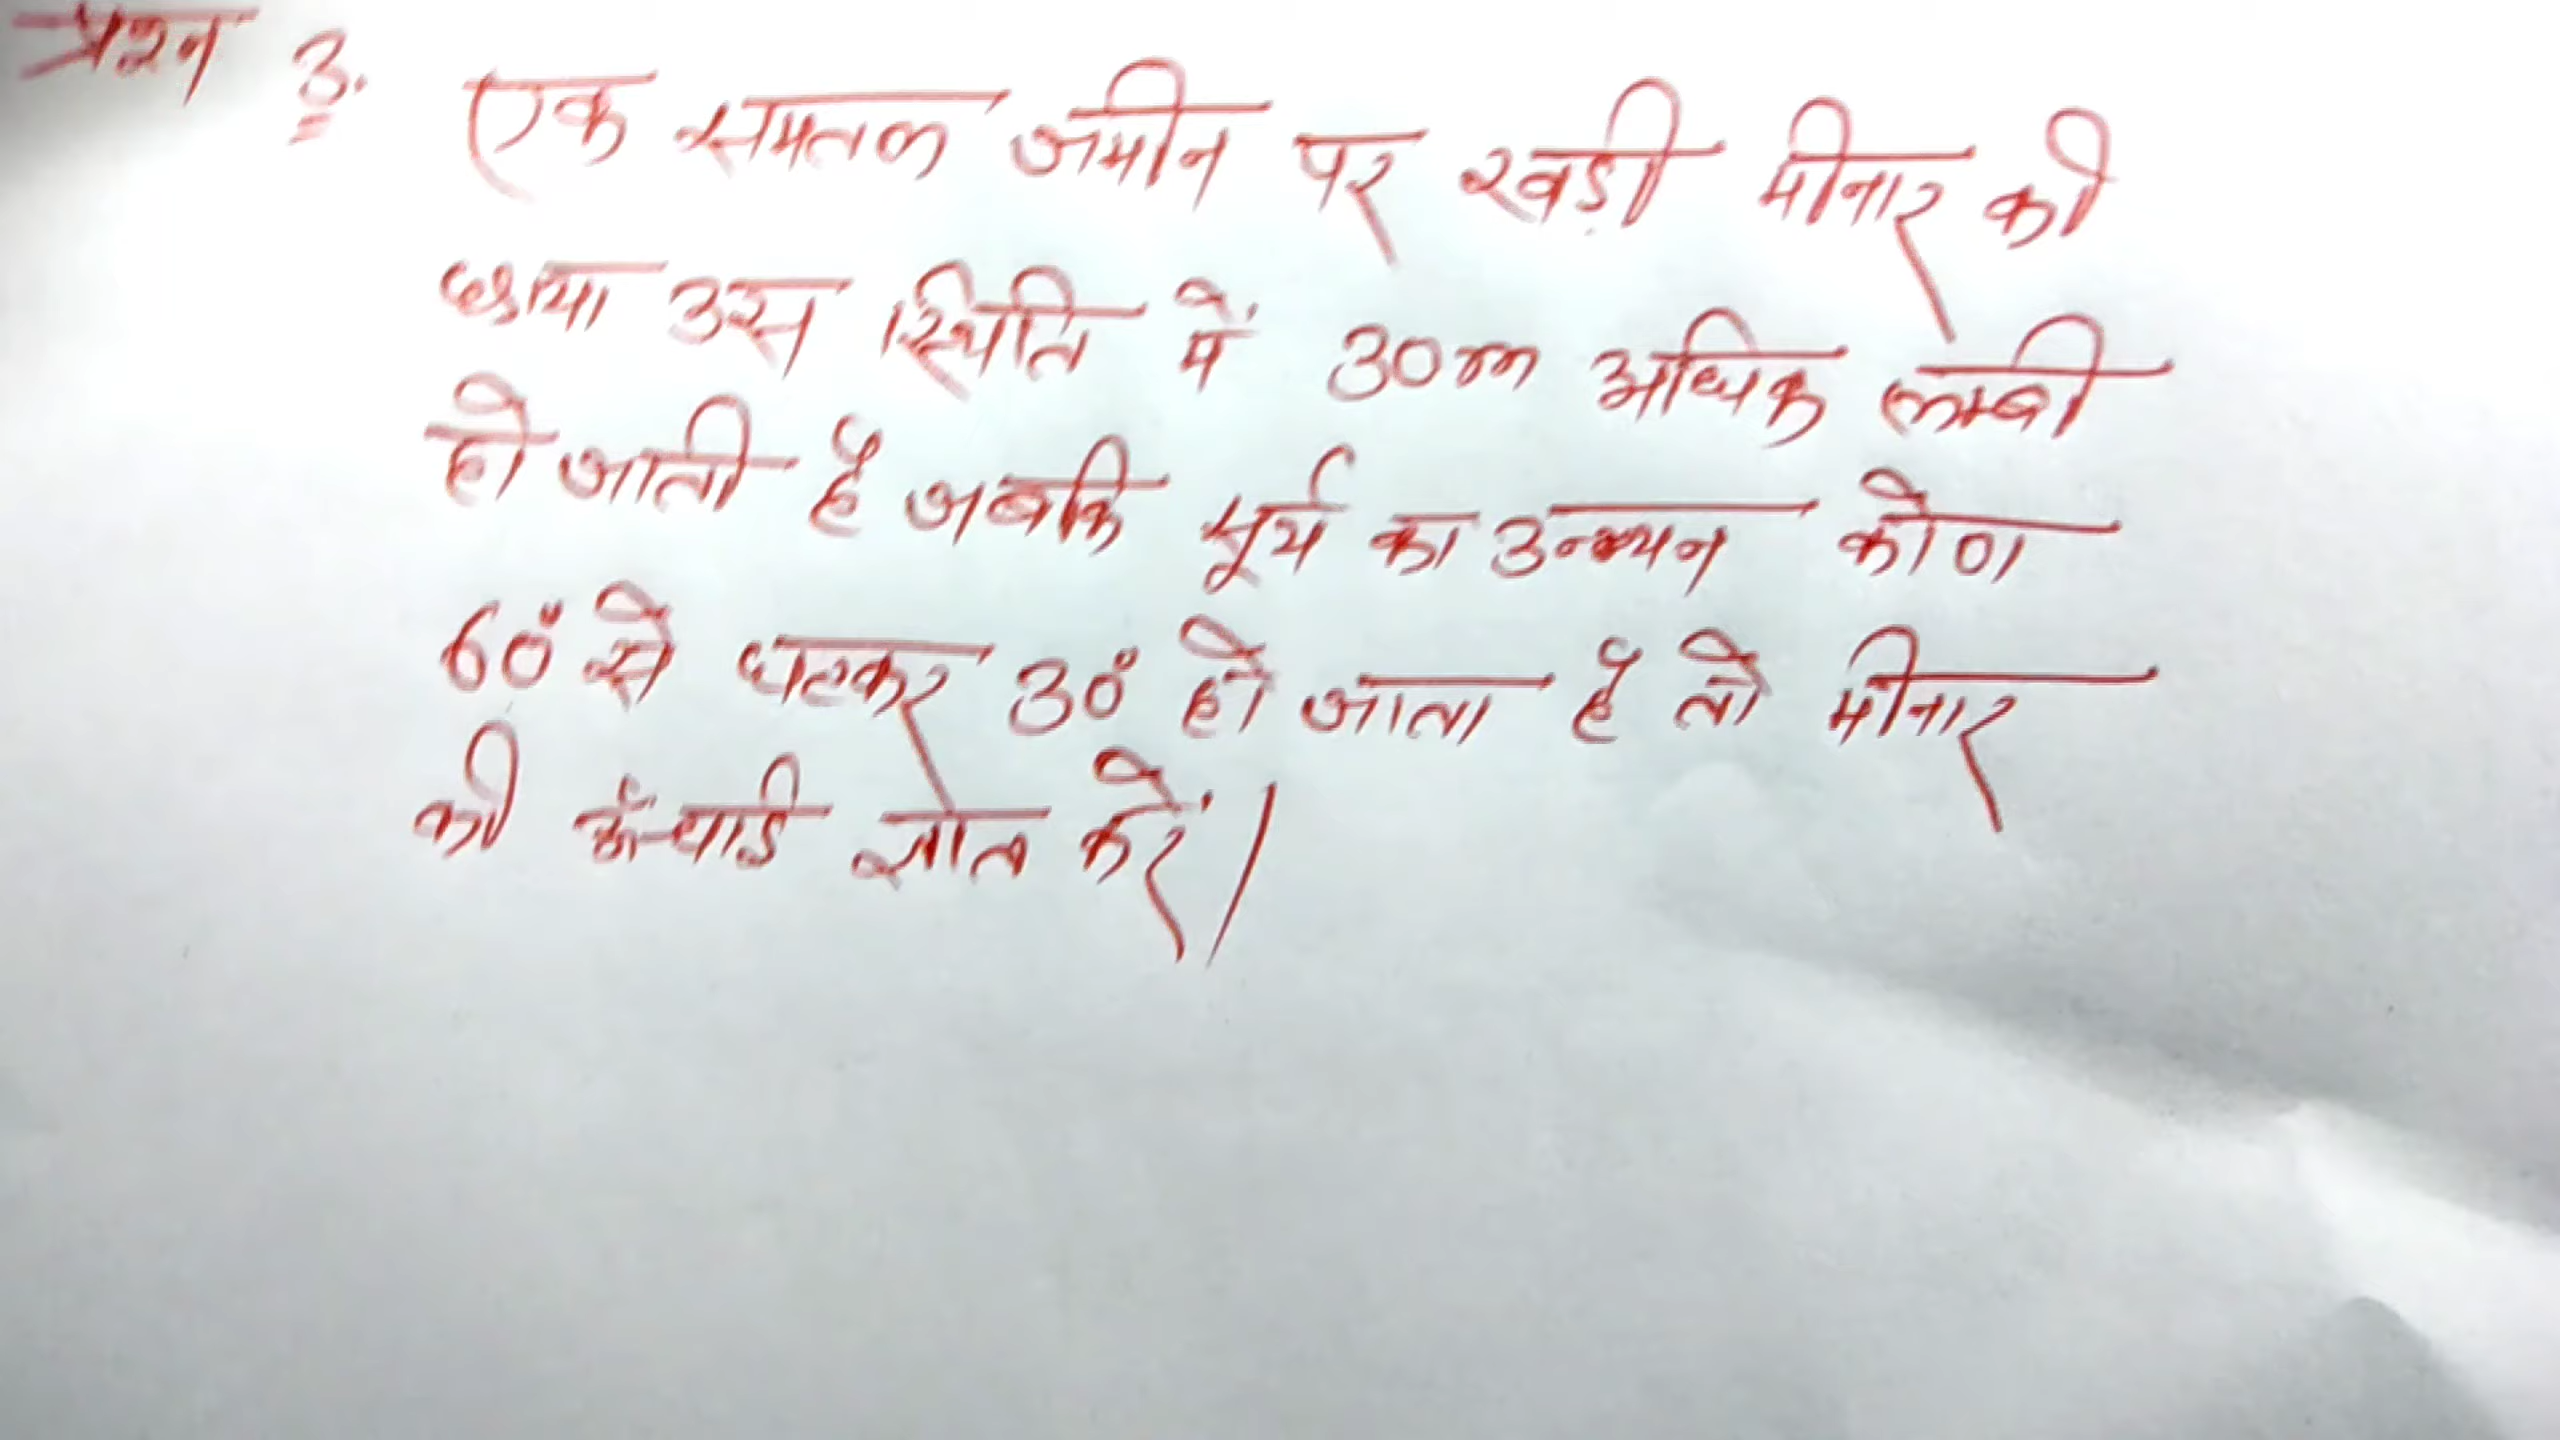 प्रश्न 3. एक समतल जमीन पर खड़ी मीनार की
छाया उस स्थिति में 30m अधिक लम्बी
हो जाती है जबकि सूर्य का उन्नयन कोण
60° से घटकर 30° हो जाता है तो मीनार
की ऊँचाई ज्ञात करें।